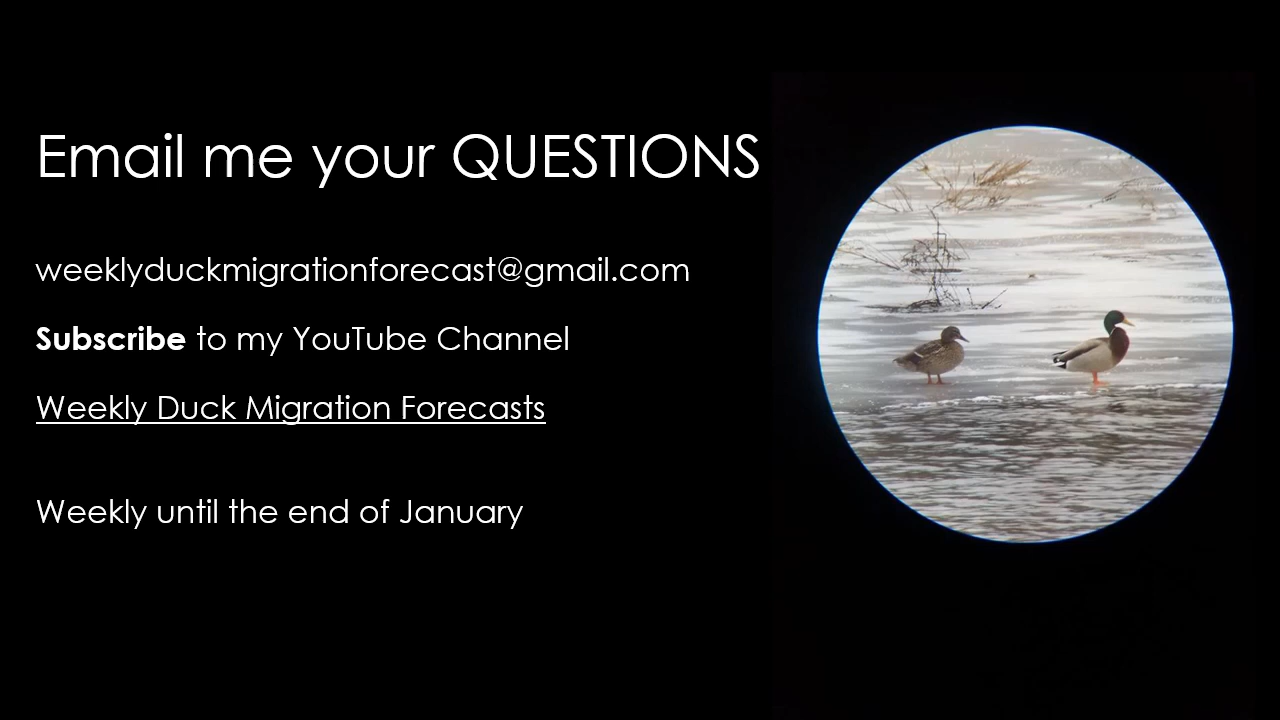 Email me your QUESTIONS
weeklyduckmigrationforecast@gmail.com
Subscribe to my YouTube Channel
Weekly Duck Migration Forecasts
Weekly until the end of January